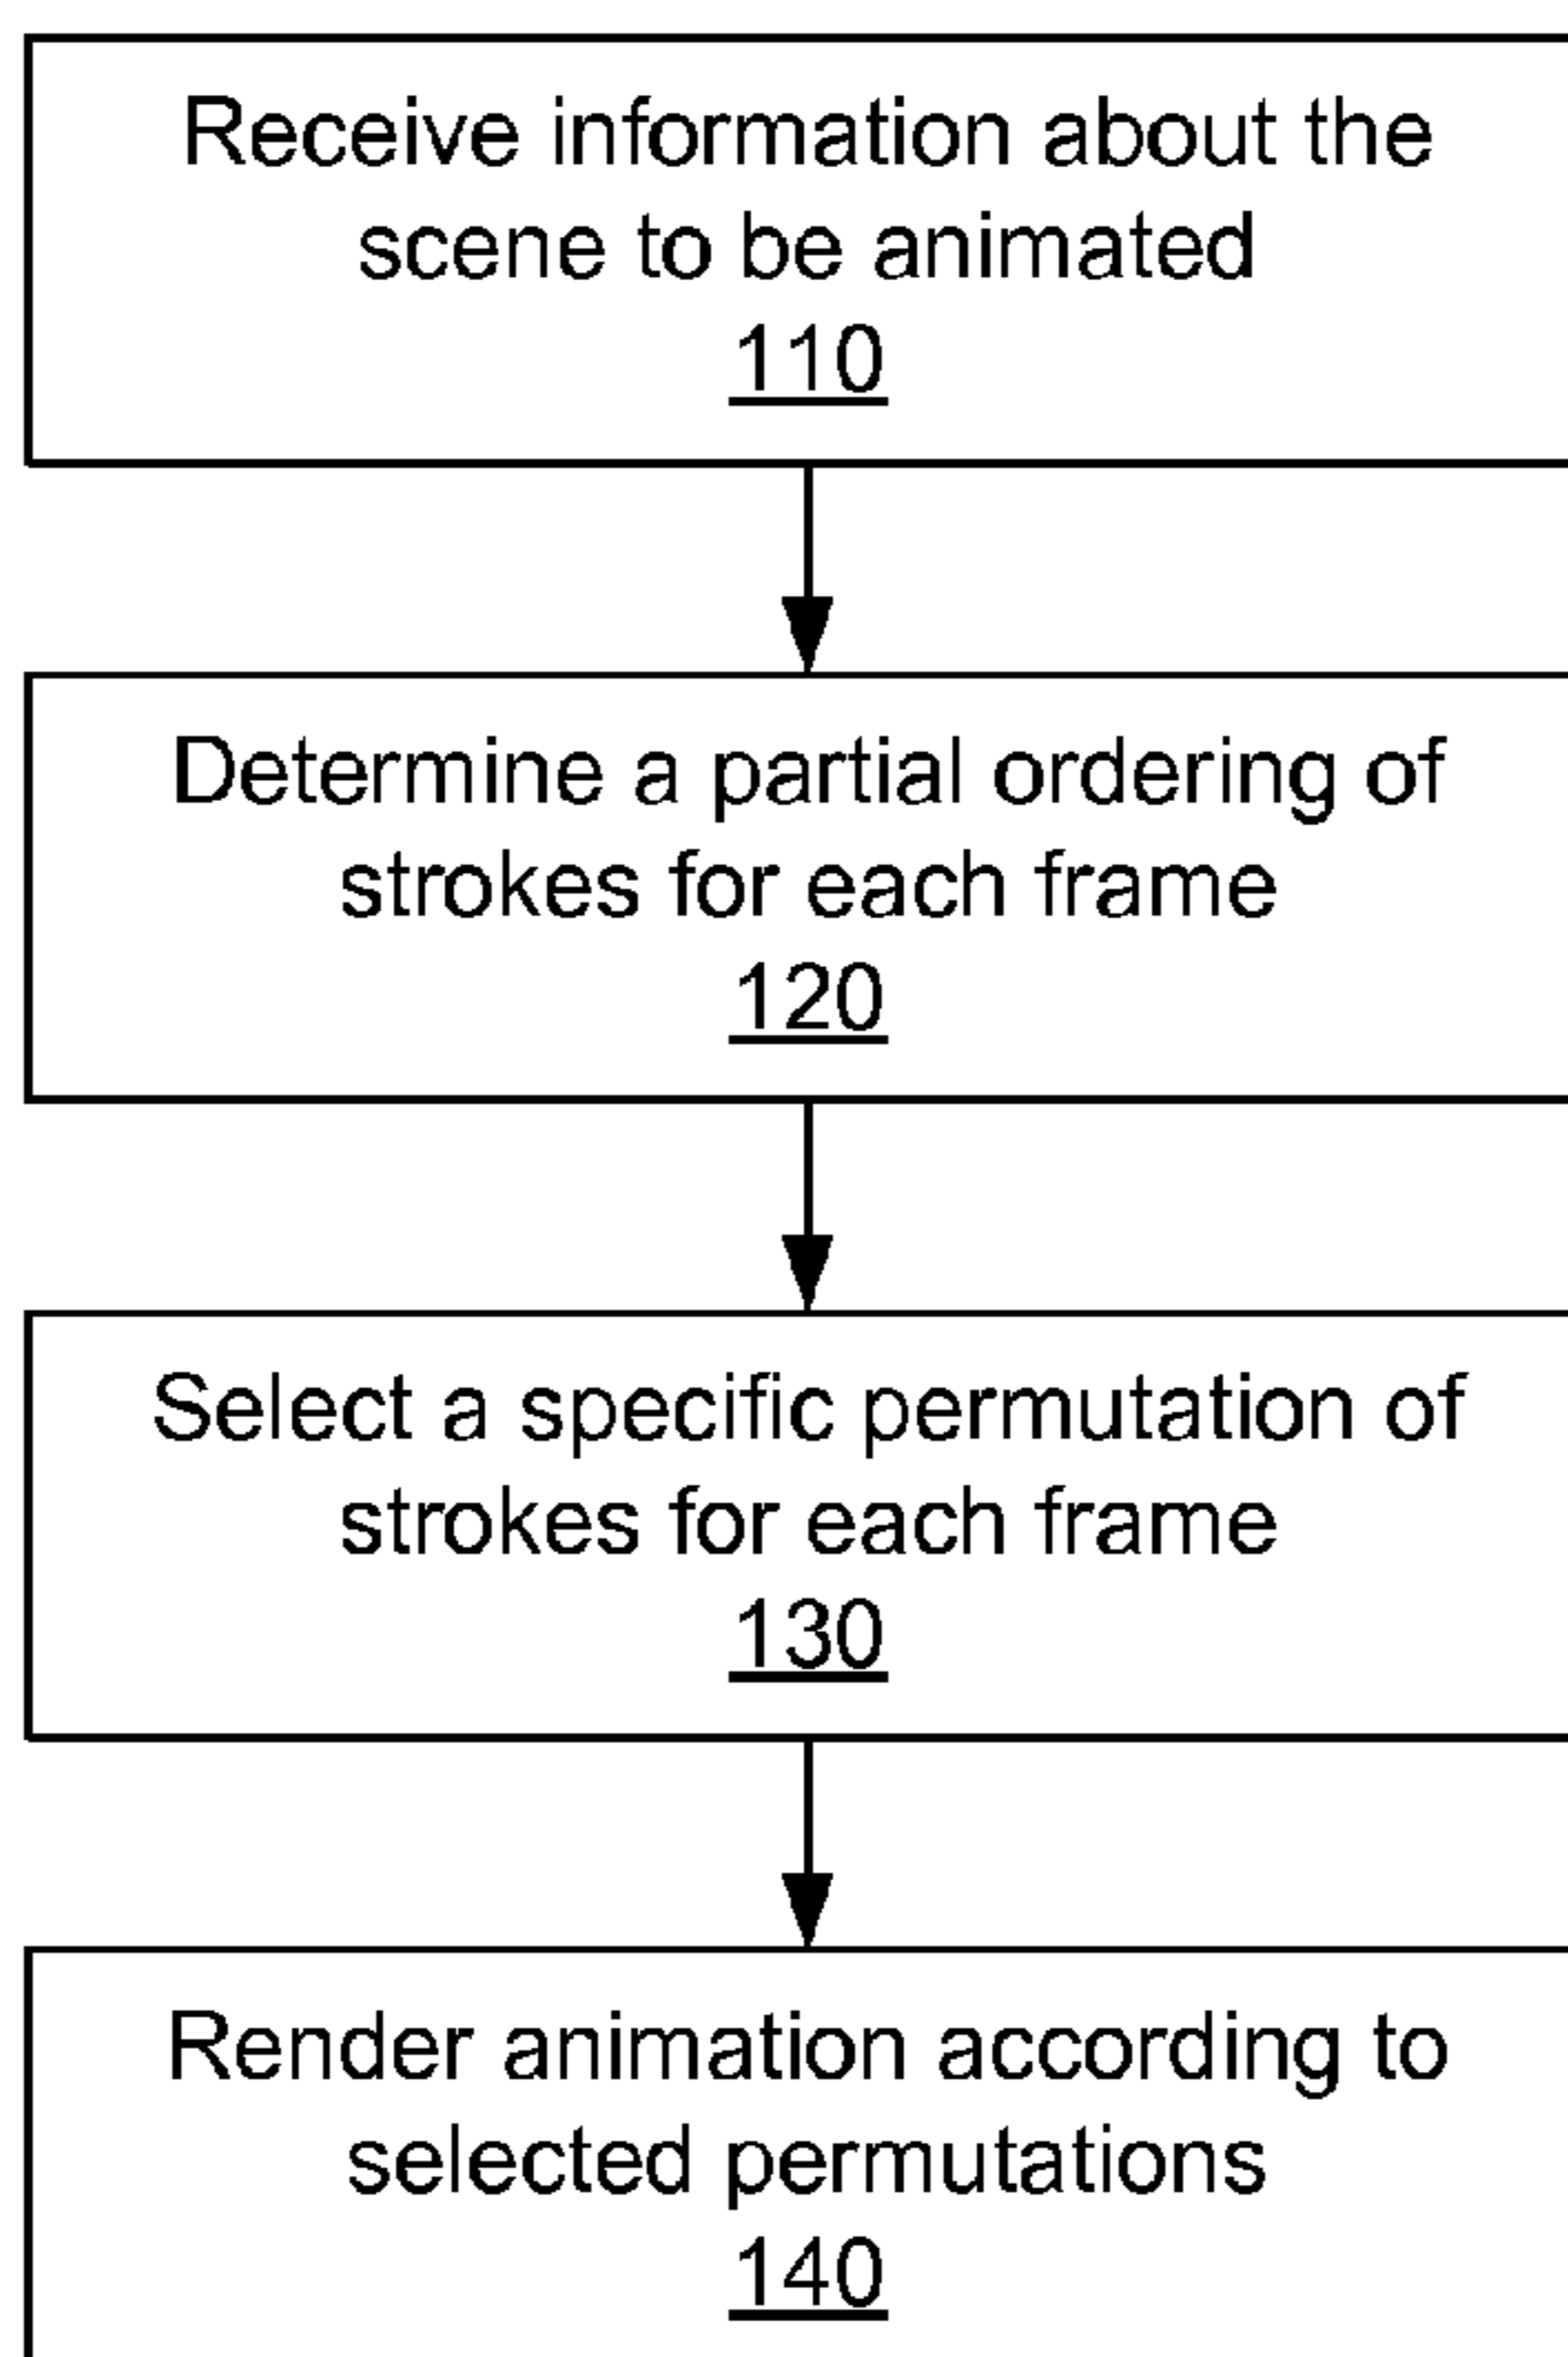 Receive information about the
scene to be animated
110
Determine a partial ordering of
strokes for each frame
120
Select a specific permutation of
strokes for each frame
130
Render animation according to
selected permutations
140